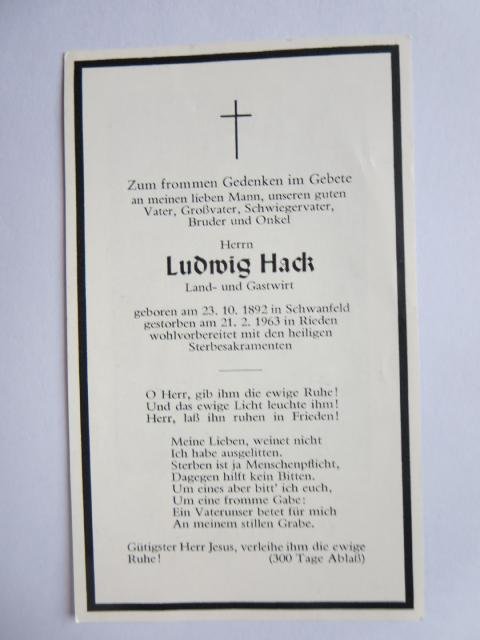 Zum frommen Gedenken im Gebete
an meinen lieben Mann, unseren guten
Vater, Großvater, Schwiegervater,
Bruder und Onkel
Herrn
Ludwig Hack
Land- und Gastwirt
geboren am 23. 10. 1892 in Schwanfeld
gestorben am 21. 2. 1963 in Rieden
wohlvorbereitet mit den heiligen
Sterbesakramenten
O Herr, gib ihm die ewige Ruhe!
Und das ewige Licht leuchte ihm!
Herr, laß ihn ruhen in Frieden!
Meine Lieben, weinet nicht
Ich habe ausgelitten.
Sterben ist ja Menschenpflicht,
Dagegen hilft kein Bitten.
Um eines aber bitt' ich euch,
Um eine fromme Gabe:
Ein Vaterunser betet für mich
An meinem stillen Grabe.
Gütigster Herr Jesus, verleihe ihm die ewige
Ruhe! (300 Tage Ablaß)